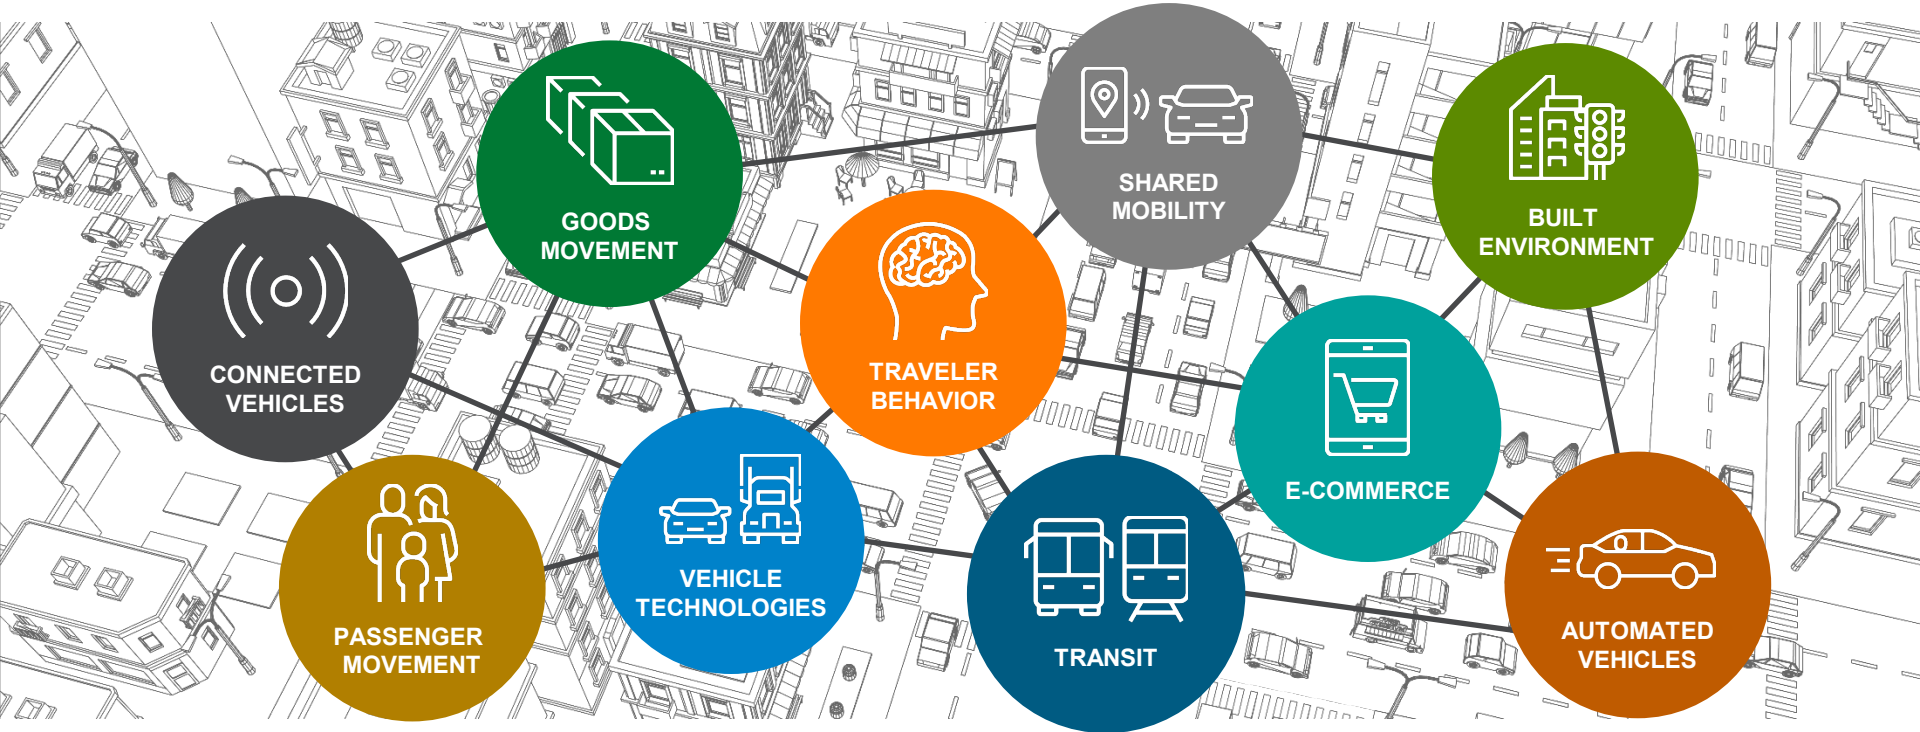 GOODS
MOVEMENT
SHARED
MOBILITY
BUILT
ENVIRONMENT
CONNECTED
VEHICLES
TRAVELER
BEHAVIOR
E-COMMERCE
PASSENGER
MOVEMENT
VEHICLE
TECHNOLOGIES
TRANSIT
AUTOMATED
VEHICLES